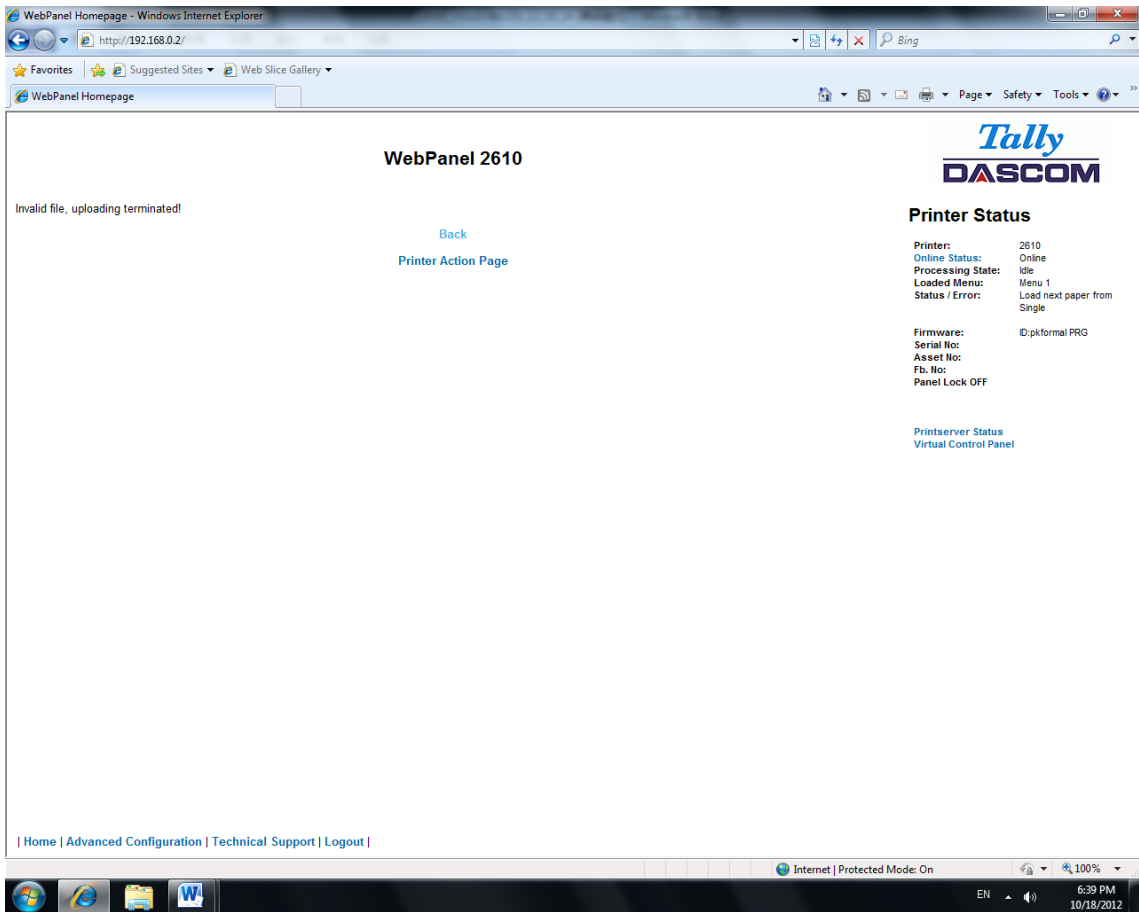 WebPanel Homepage - Windows Internet Explorer
http://192.168.0.2/
Bing
Favorites
Suggested Sites
Web Slice Gallery
WebPanel Homepage
Page
Safety
Tools
WebPanel 2610
Tally
DASCOM
Invalid file, uploading terminated!
Back
Printer Action Page
Printer Status
Printer: 2610
Online Status: Online
Processing State: Idle
Loaded Menu: Menu 1
Status / Error: Load next paper from
Single
Firmware: ID:pkformal PRG
Serial No:
Asset No:
Fb. No:
Panel Lock OFF
Printserver Status
Virtual Control Panel
| Home | Advanced Configuration | Technical Support | Logout |
Internet | Protected Mode: On
100%
EN
6:39 PM
10/18/2012